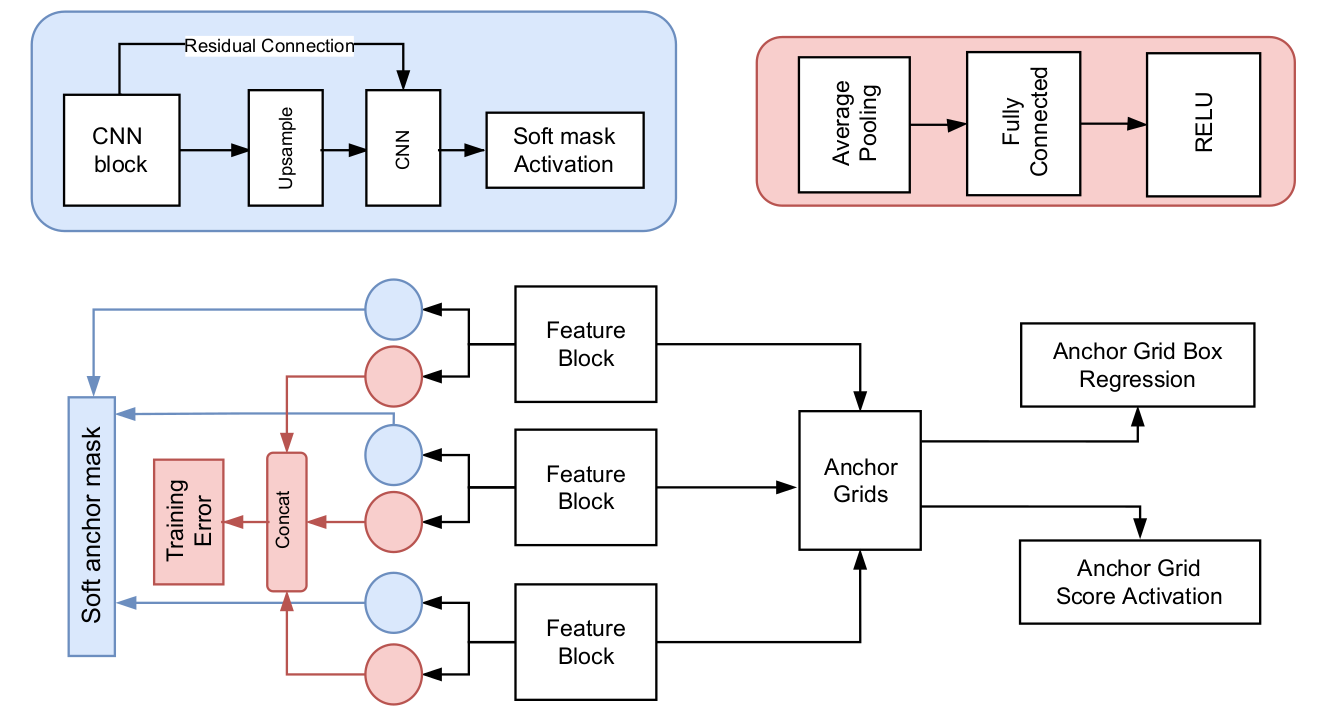 Residual Connection
CNN
block
Upsample
CNN
Soft mask
Activation
Average
Pooling
Fully
Connected
RELU
Feature
Block
Feature
Block
Feature
Block
Soft anchor mask
Training
Error
Concat
Anchor
Grids
Anchor Grid Box
Regression
Anchor Grid
Score Activation